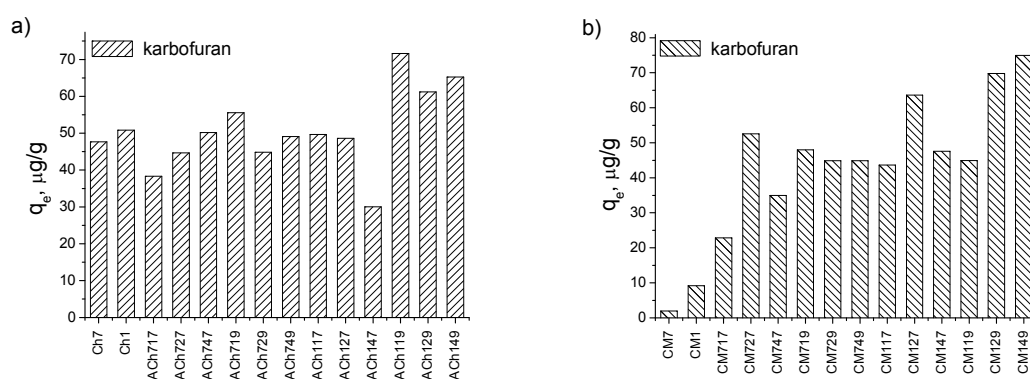 a)
karbofuran
qe, µg/g
70
60
50
40
30
20
10
0
Ch7
Ch1
ACh717
ACh727
ACh747
ACh719
ACh729
ACh749
ACh117
ACh127
ACh147
ACh119
ACh129
ACh149
b)
karbofuran
qe, µg/g
80
70
60
50
40
30
20
10
0
CM7
CM1
CM717
CM727
CM747
CM719
CM729
CM749
CM117
CM127
CM147
CM119
CM129
CM149